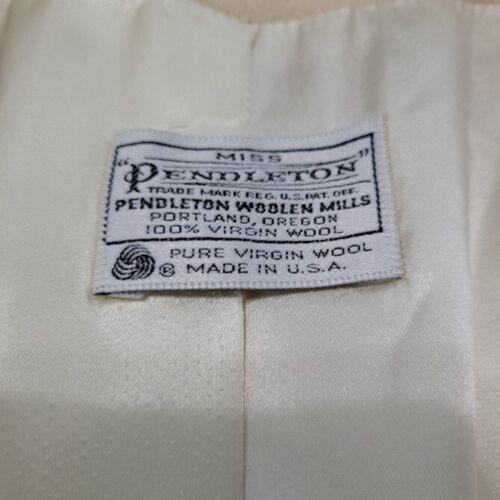 MISS
"PENDLETON"
TRADE MARK REG. U.S. PAT. OFF.
PENDLETON WOOLEN MILLS
PORTLAND, OREGON
100% VIRGIN WOOL
PURE VIRGIN WOOL
® MADE IN U.S.A.